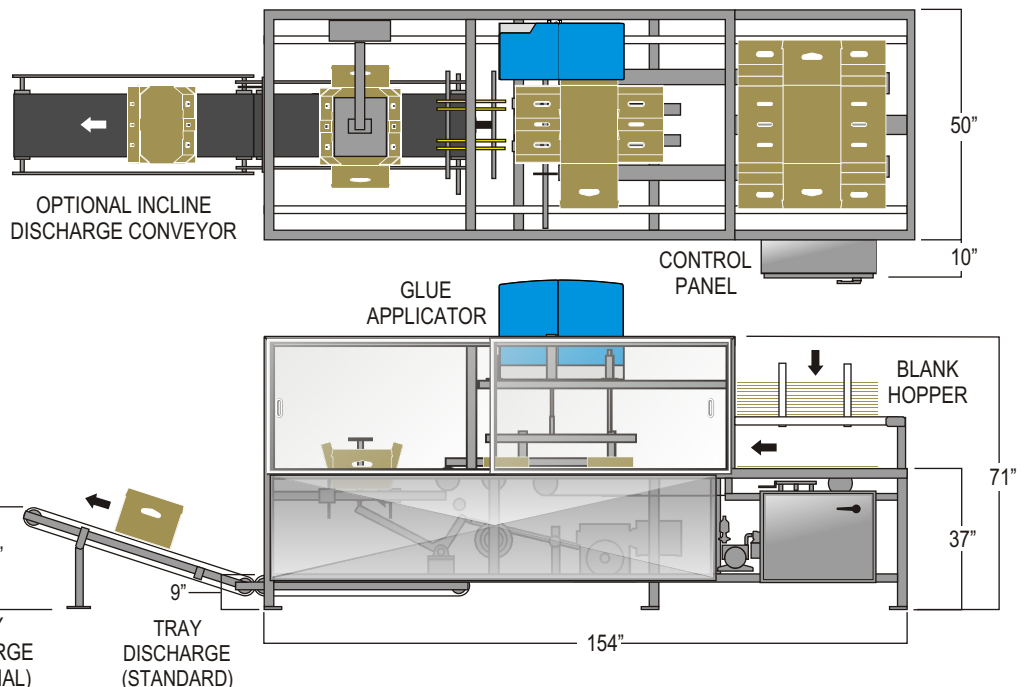 50”
OPTIONAL INCLINE
DISCHARGE CONVEYOR
CONTROL
PANEL
10”
GLUE
APPLICATOR
BLANK
HOPPER
71”
37”
9”
154”
TRAY
DISCHARGE
(STANDARD)